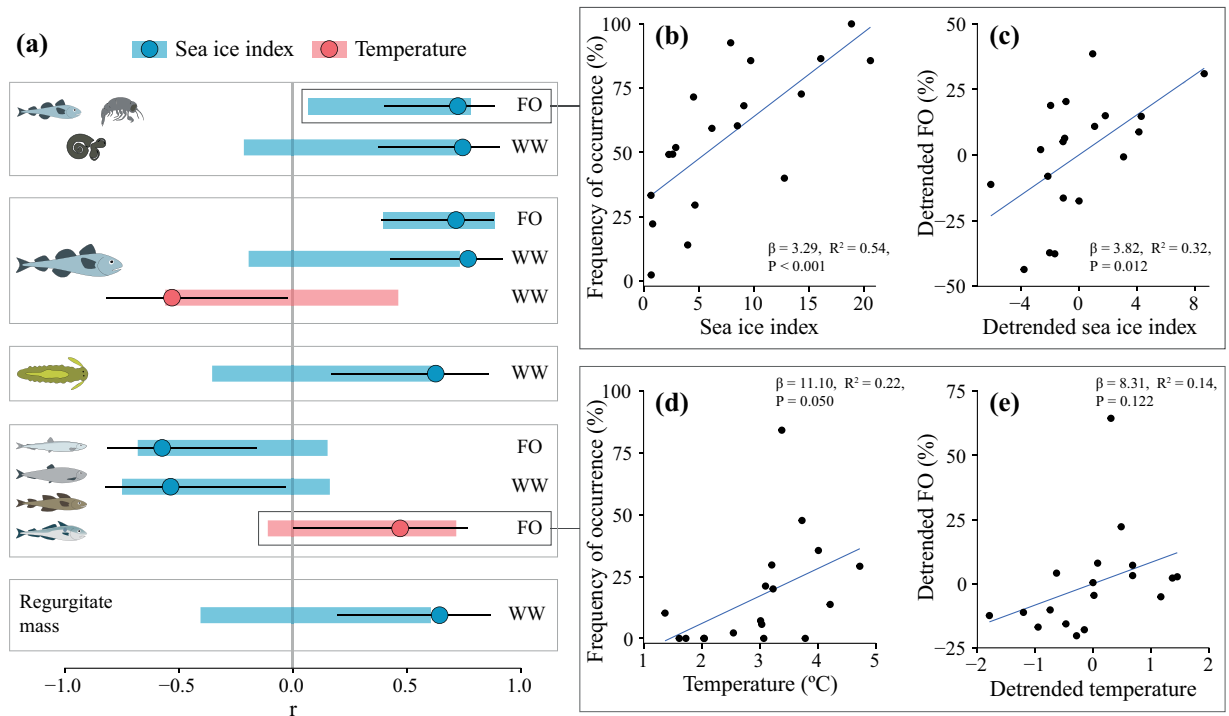 (a)
Sea ice index
Temperature
FO
WW
FO
WW
WW
WW
FO
WW
FO
Regurgitate
mass
WW
−1.0
−0.5
0.0
0.5
1.0
r
(b)
Frequency of occurrence (%)
100
75
50
25
0
β = 3.29, R² = 0.54,
P < 0.001
0
5
10
15
20
Sea ice index
(c)
Detrended FO (%)
50
25
0
−25
−50
β = 3.82, R² = 0.32,
P = 0.012
−4
0
4
8
Detrended sea ice index
(d)
Frequency of occurrence (%)
100
75
50
25
0
β = 11.10, R² = 0.22,
P = 0.050
1
2
3
4
5
Temperature (ºC)
(e)
Detrended FO (%)
75
50
25
0
−25
β = 8.31, R² = 0.14,
P = 0.122
−2
−1
0
1
2
Detrended temperature